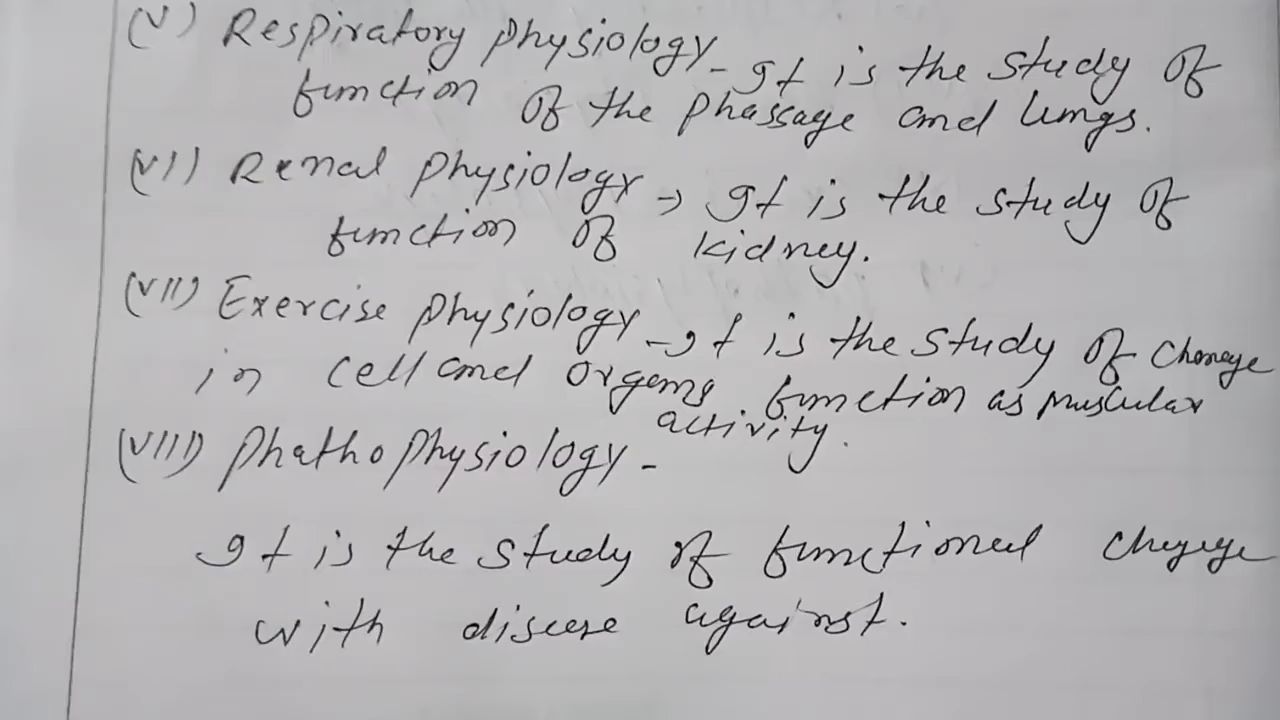 (V) Respiratory physiology - It is the study of
function of the phassage and lungs.
(VI) Renal physiology → It is the study of
function of kidney.
(VII) Exercise physiology - It is the study of change
in cell and organs function as muscular
activity.
(VIII) Phathophysiology -
It is the study of functional
with disease against.